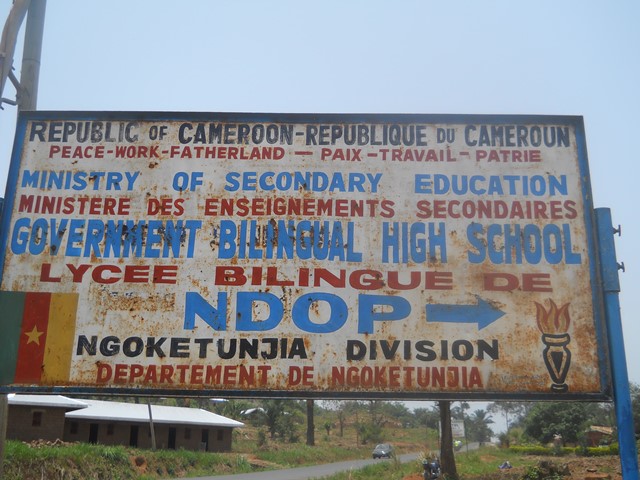 REPUBLIC OF CAMEROON-REPUBLIQUE DU CAMEROUN
PEACE-WORK-FATHERLAND — PAIX-TRAVAIL-PATRIE
MINISTRY OF SECONDARY EDUCATION
MINISTERE DES ENSEIGNEMENTS SECONDAIRES
GOVERNMENT BILINGUAL HIGH SCHOOL
LYCEE BILINGUE DE
NDOP
NGOKETUNJIA DIVISION
DEPARTEMENT DE NGOKETUNJIA